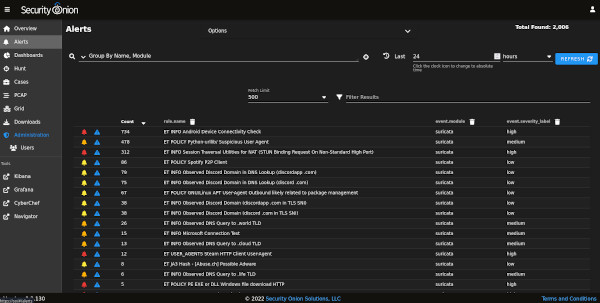 Security Onion
Overview
Alerts
Dashboards
Hunt
Cases
PCAP
Grid
Downloads
Administration
Users
Tools
Kibana
Grafana
CyberChef
Navigator
.130
Alerts
Options
Total Found: 2,006
Group By Name, Module
Last
24
hours
REFRESH
Click the clock icon to change to absolute time
Fetch Limit
500
Filter Results
Count rule.name event.module event.severity_label
734 ET INFO Android Device Connectivity Check suricata high
478 ET POLICY Python-urllib/ Suspicious User Agent suricata medium
312 ET INFO Session Traversal Utilities for NAT (STUN Binding Request On Non-Standard High Port) suricata high
86 ET POLICY Spotify P2P Client suricata low
79 ET INFO Observed Discord Domain in DNS Lookup (discordapp .com) suricata low
75 ET INFO Observed Discord Domain in DNS Lookup (discord .com) suricata low
67 ET POLICY GNU/Linux APT User-Agent Outbound likely related to package management suricata low
38 ET INFO Observed Discord Domain (discordapp .com in TLS SNI) suricata low
38 ET INFO Observed Discord Domain (discord .com in TLS SNI) suricata low
26 ET INFO Observed DNS Query to .world TLD suricata medium
15 ET INFO Microsoft Connection Test suricata medium
13 ET INFO Observed DNS Query to .cloud TLD suricata medium
12 ET USER_AGENTS Steam HTTP Client User-Agent suricata high
8 ET JA3 Hash - [Abuse.ch] Possible Adware suricata low
6 ET INFO Observed DNS Query to .life TLD suricata medium
5 ET POLICY PE EXE or DLL Windows file download HTTP suricata high
© 2022 Security Onion Solutions, LLC
Terms and Conditions